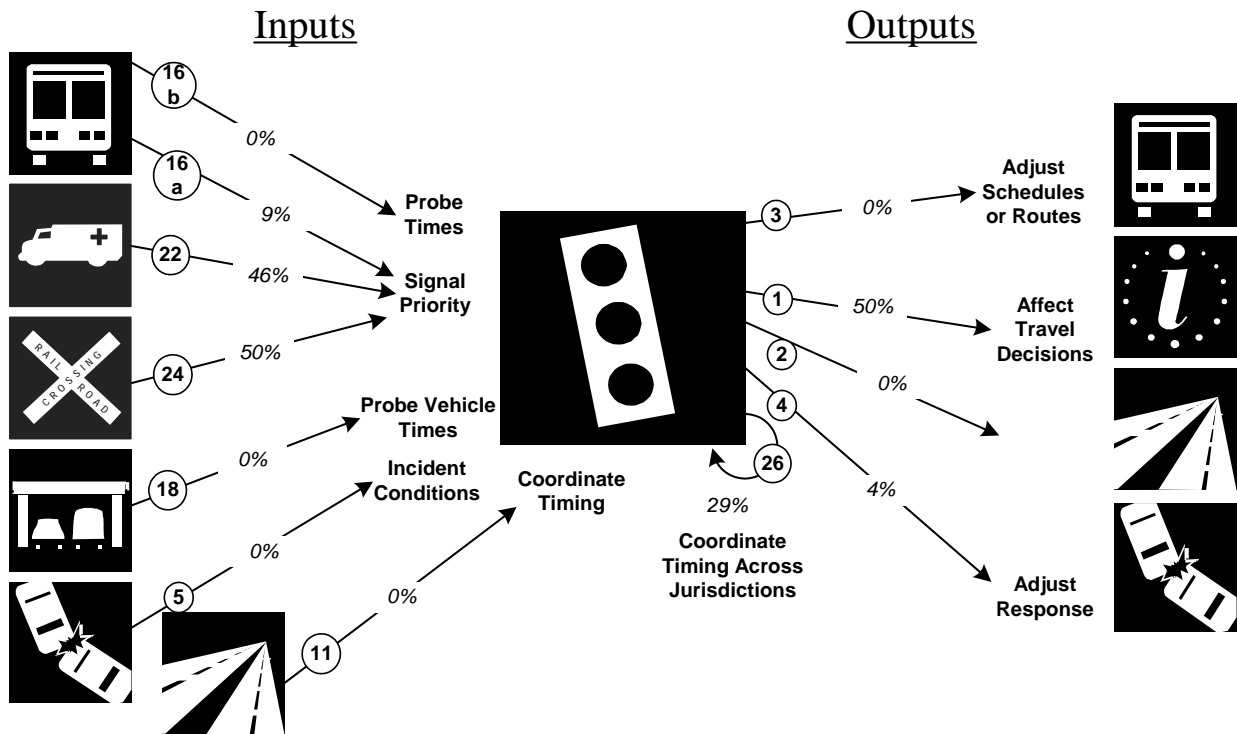 Inputs
Outputs
16
b
0%
16
a
9%
Probe
Times
22
46%
Signal
Priority
RAIL ROAD
CROSSING
24
50%
Probe Vehicle
Times
18
0%
Incident
Conditions
5
0%
Coordinate
Timing
11
0%
3
0%
Adjust
Schedules
or Routes
1
50%
Affect
Travel
Decisions
i
2
0%
4
4%
Adjust
Response
26
29%
Coordinate
Timing Across
Jurisdictions